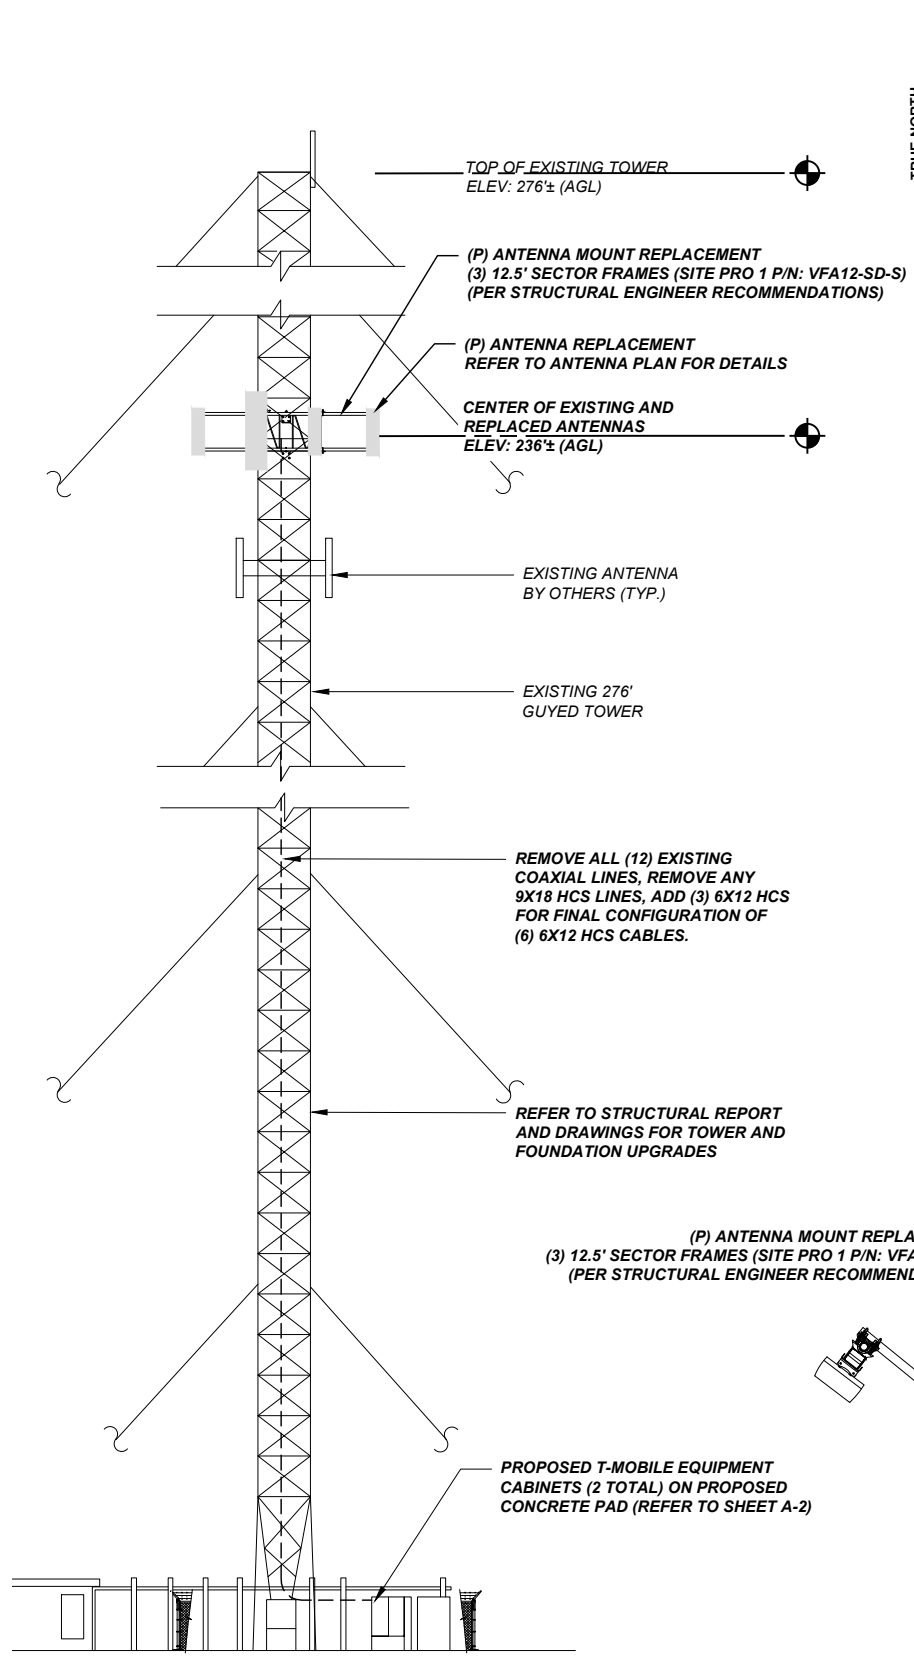 TRUE NORTH
TOP OF EXISTING TOWER
ELEV: 276'± (AGL)
(P) ANTENNA MOUNT REPLACEMENT
(3) 12.5' SECTOR FRAMES (SITE PRO 1 P/N: VFA12-SD-S)
(PER STRUCTURAL ENGINEER RECOMMENDATIONS)
(P) ANTENNA REPLACEMENT
REFER TO ANTENNA PLAN FOR DETAILS
CENTER OF EXISTING AND
REPLACED ANTENNAS
ELEV: 236'± (AGL)
EXISTING ANTENNA
BY OTHERS (TYP.)
EXISTING 276'
GUYED TOWER
REMOVE ALL (12) EXISTING
COAXIAL LINES, REMOVE ANY
9X18 HCS LINES, ADD (3) 6X12 HCS
FOR FINAL CONFIGURATION OF
(6) 6X12 HCS CABLES.
REFER TO STRUCTURAL REPORT
AND DRAWINGS FOR TOWER AND
FOUNDATION UPGRADES
(P) ANTENNA MOUNT REPLA
(3) 12.5' SECTOR FRAMES (SITE PRO 1 P/N: VFA
(PER STRUCTURAL ENGINEER RECOMMEND
PROPOSED T-MOBILE EQUIPMENT
CABINETS (2 TOTAL) ON PROPOSED
CONCRETE PAD (REFER TO SHEET A-2)